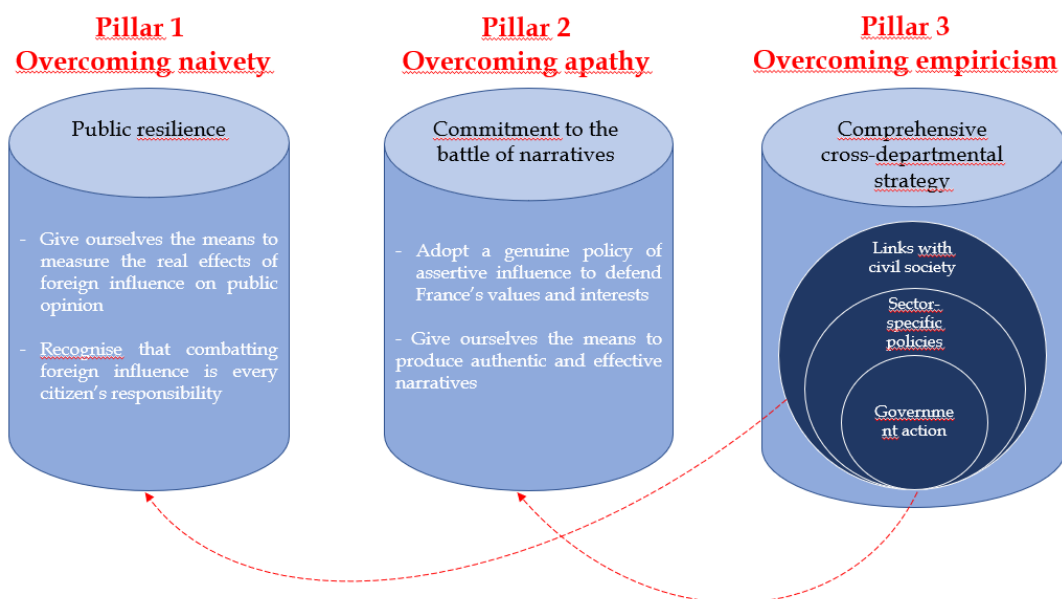 Pillar 1
Overcoming naivety
Public resilience
- Give ourselves the means to
measure the real effects of
foreign influence on public
opinion
- Recognise that combatting
foreign influence is every
citizen's responsibility
Pillar 2
Overcoming apathy
Commitment to the
battle of narratives
- Adopt a genuine policy of
assertive influence to defend
France's values and interests
- Give ourselves the means to
produce authentic and effective
narratives
Pillar 3
Overcoming empiricism
Comprehensive
cross-departmental
strategy
Links with
civil society
Sector-
specific
policies
Governme
nt action